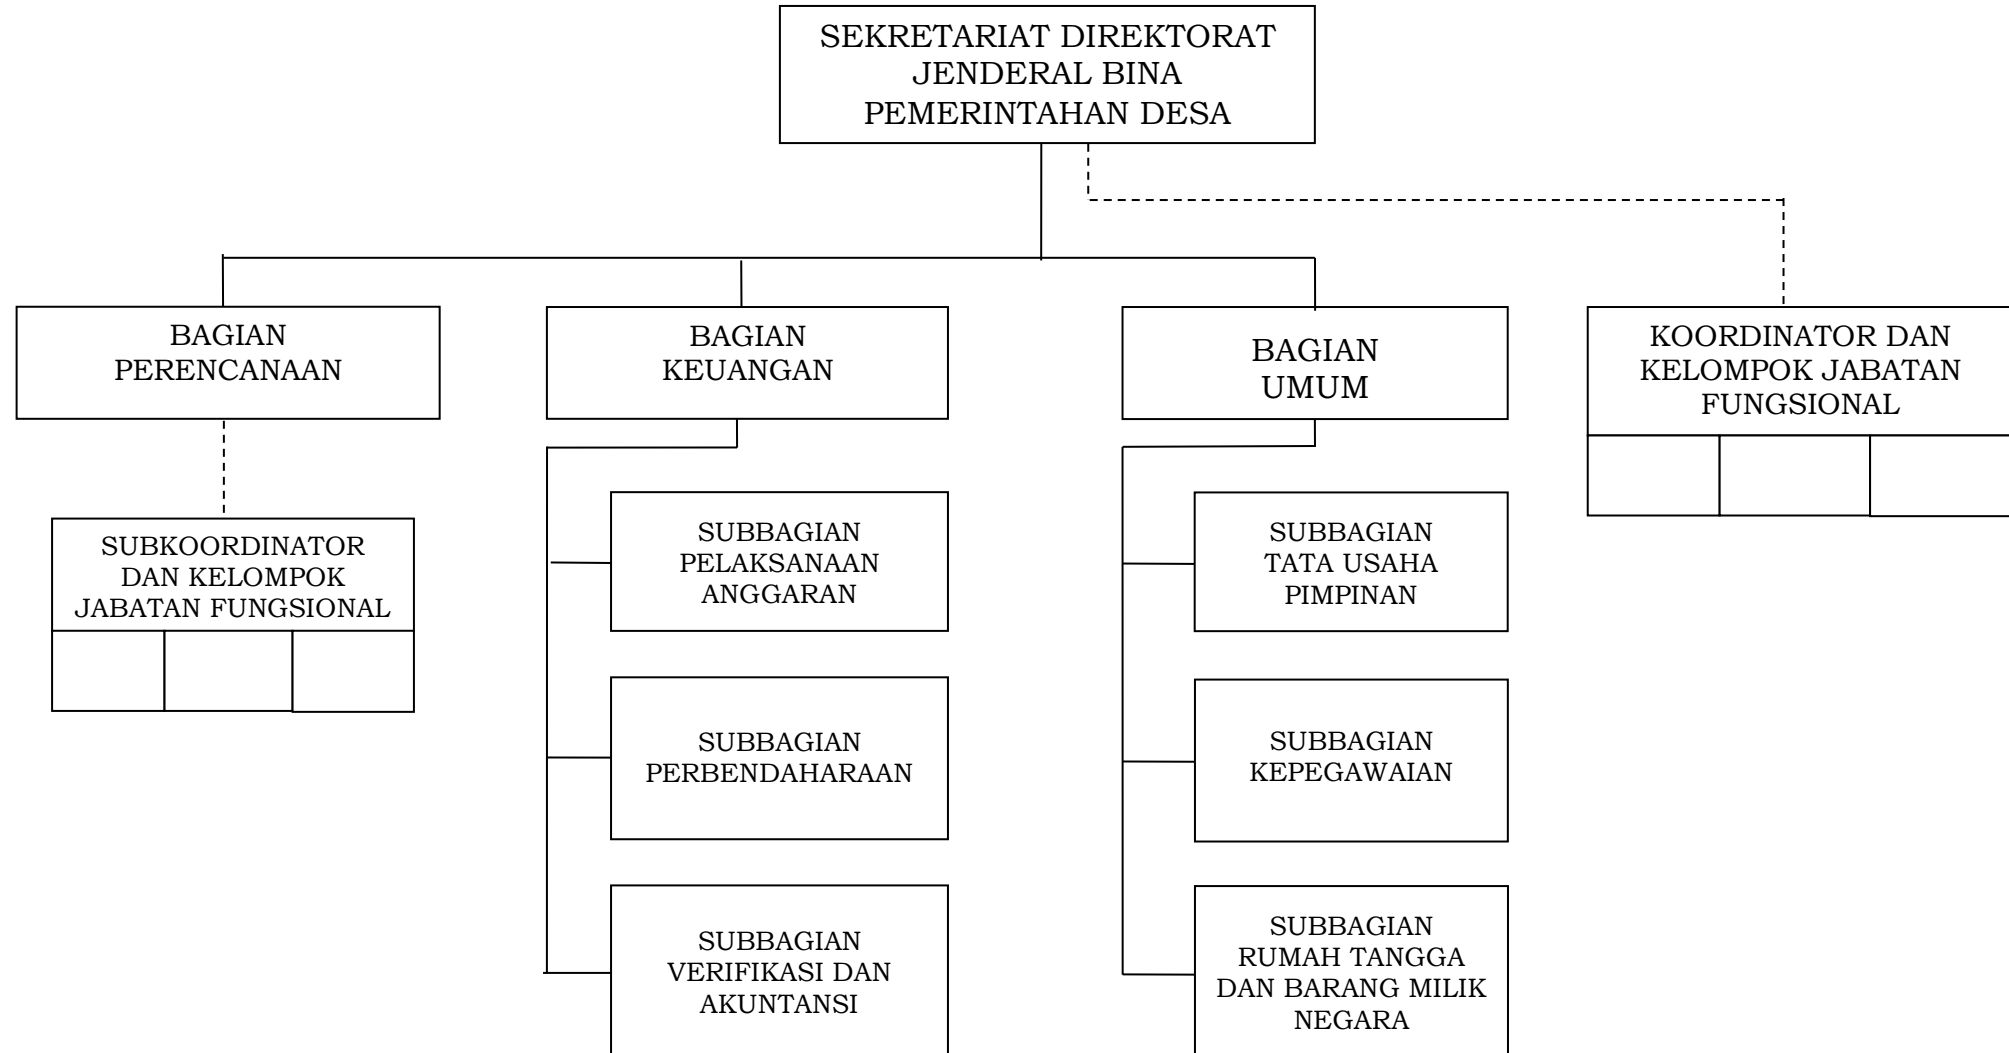 SEKRETARIAT DIREKTORAT
JENDERAL BINA
PEMERINTAHAN DESA
BAGIAN
PERENCANAAN
BAGIAN
KEUANGAN
BAGIAN
UMUM
KOORDINATOR DAN
KELOMPOK JABATAN
FUNGSIONAL
SUBKOORDINATOR
DAN KELOMPOK
JABATAN FUNGSIONAL
SUBBAGIAN
PELAKSANAAN
ANGGARAN
SUBBAGIAN
TATA USAHA
PIMPINAN
SUBBAGIAN
PERBENDAHARAAN
SUBBAGIAN
KEPEGAWAIAN
SUBBAGIAN
VERIFIKASI DAN
AKUNTANSI
SUBBAGIAN
RUMAH TANGGA
DAN BARANG MILIK
NEGARA